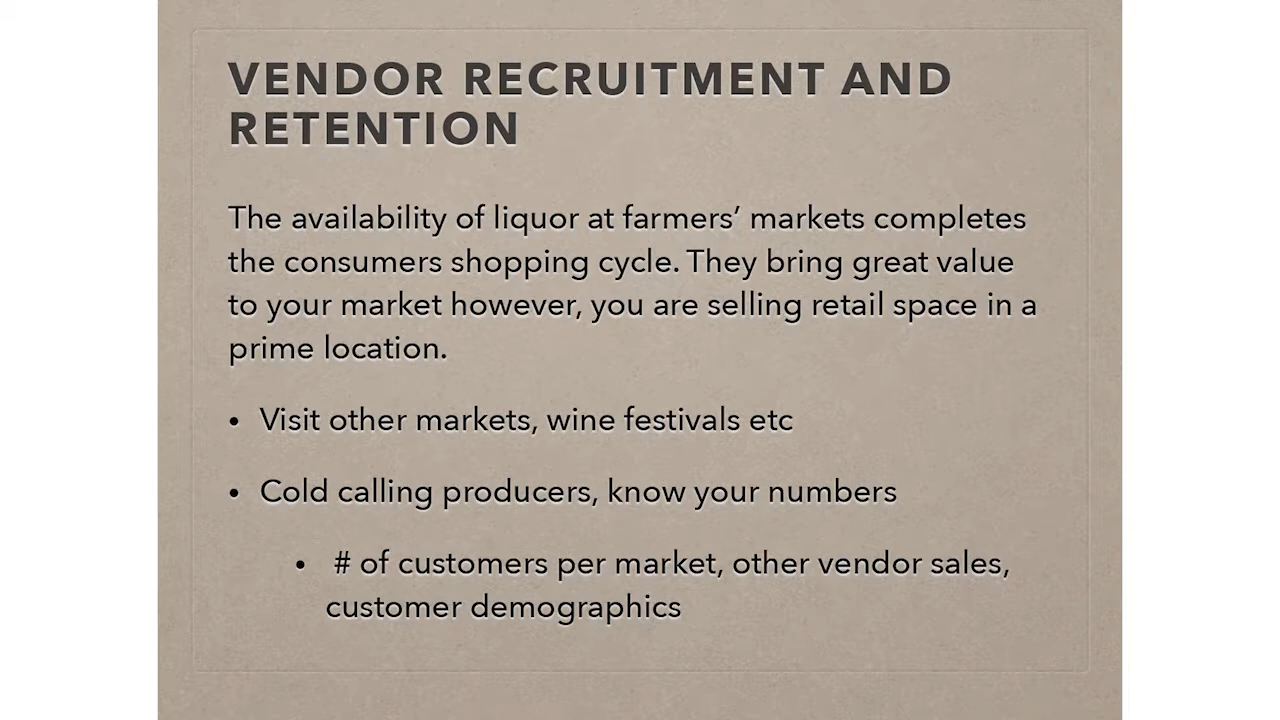 VENDOR RECRUITMENT AND
RETENTION
The availability of liquor at farmers’ markets completes
the consumers shopping cycle. They bring great value
to your market however, you are selling retail space in a
prime location.
• Visit other markets, wine festivals etc
• Cold calling producers, know your numbers
• # of customers per market, other vendor sales,
customer demographics